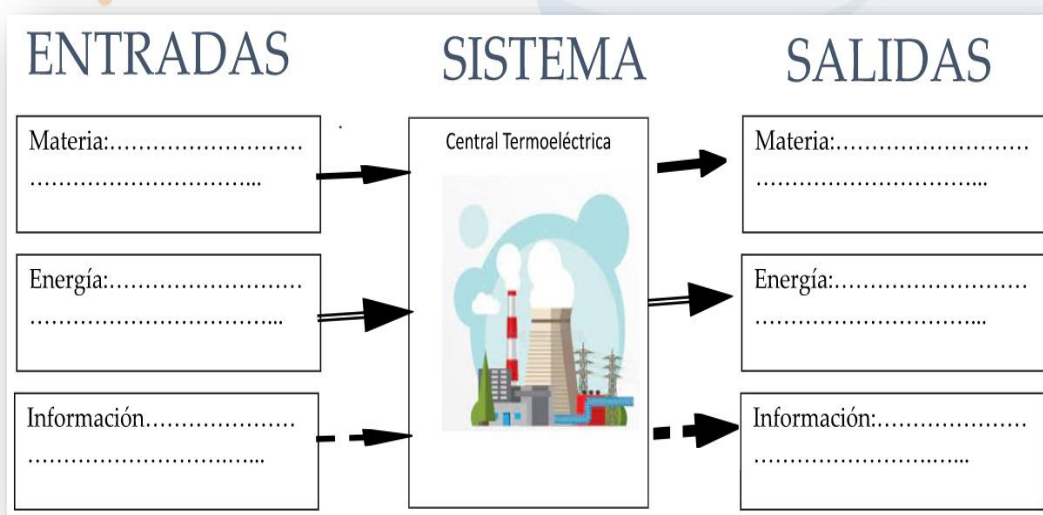 ENTRADAS
SISTEMA
SALIDAS
Materia:...........................
..............................…
Energía:...........................
.................................…
Información.....................
............................…....
Central Termoeléctrica
Materia:...........................
..............................…
Energía:...........................
..............................…
Información:.....................
.........................…....